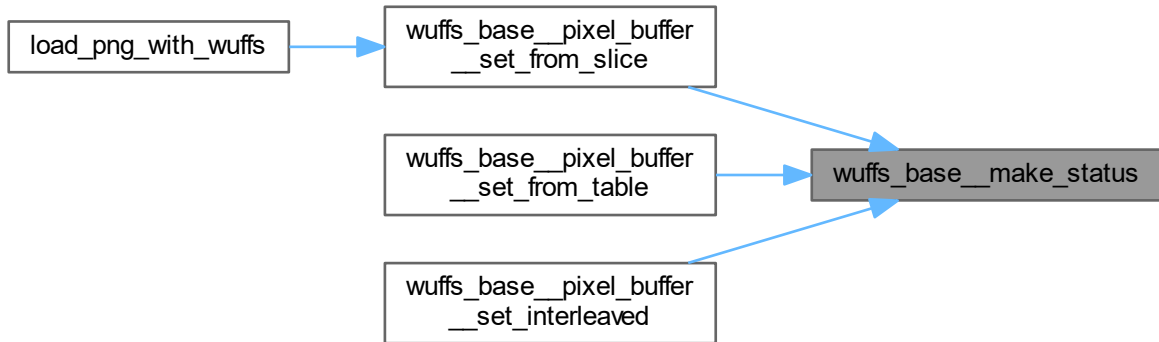 load_png_with_wuffs
wuffs_base__pixel_buffer
__set_from_slice
wuffs_base__pixel_buffer
__set_from_table
wuffs_base__make_status
wuffs_base__pixel_buffer
__set_interleaved